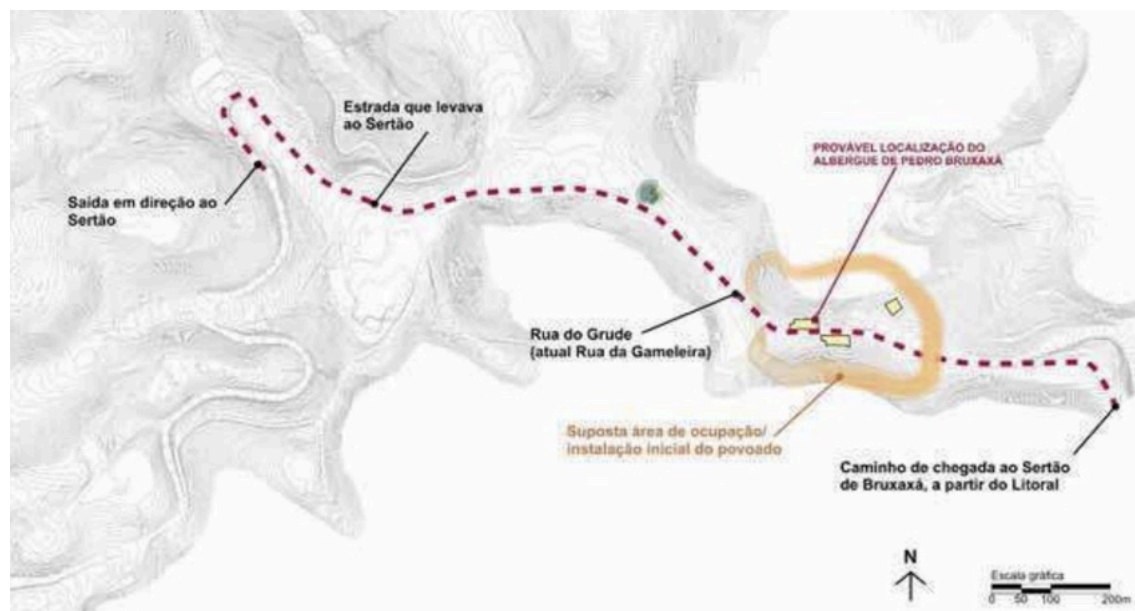 Estrada que levava
ao Sertão
PROVÁVEL LOCALIZAÇÃO DO
ALBERGUE DE PEDRO BRUXAXÁ
Saída em direção ao
Sertão
Rua do Grude
(atual Rua da Gameleira)
Suposta área de ocupação/
instalação inicial do povoado
Caminho de chegada ao Sertão
de Bruxaxá, a partir do Litoral
N
Escala gráfica
0 50 100 200m